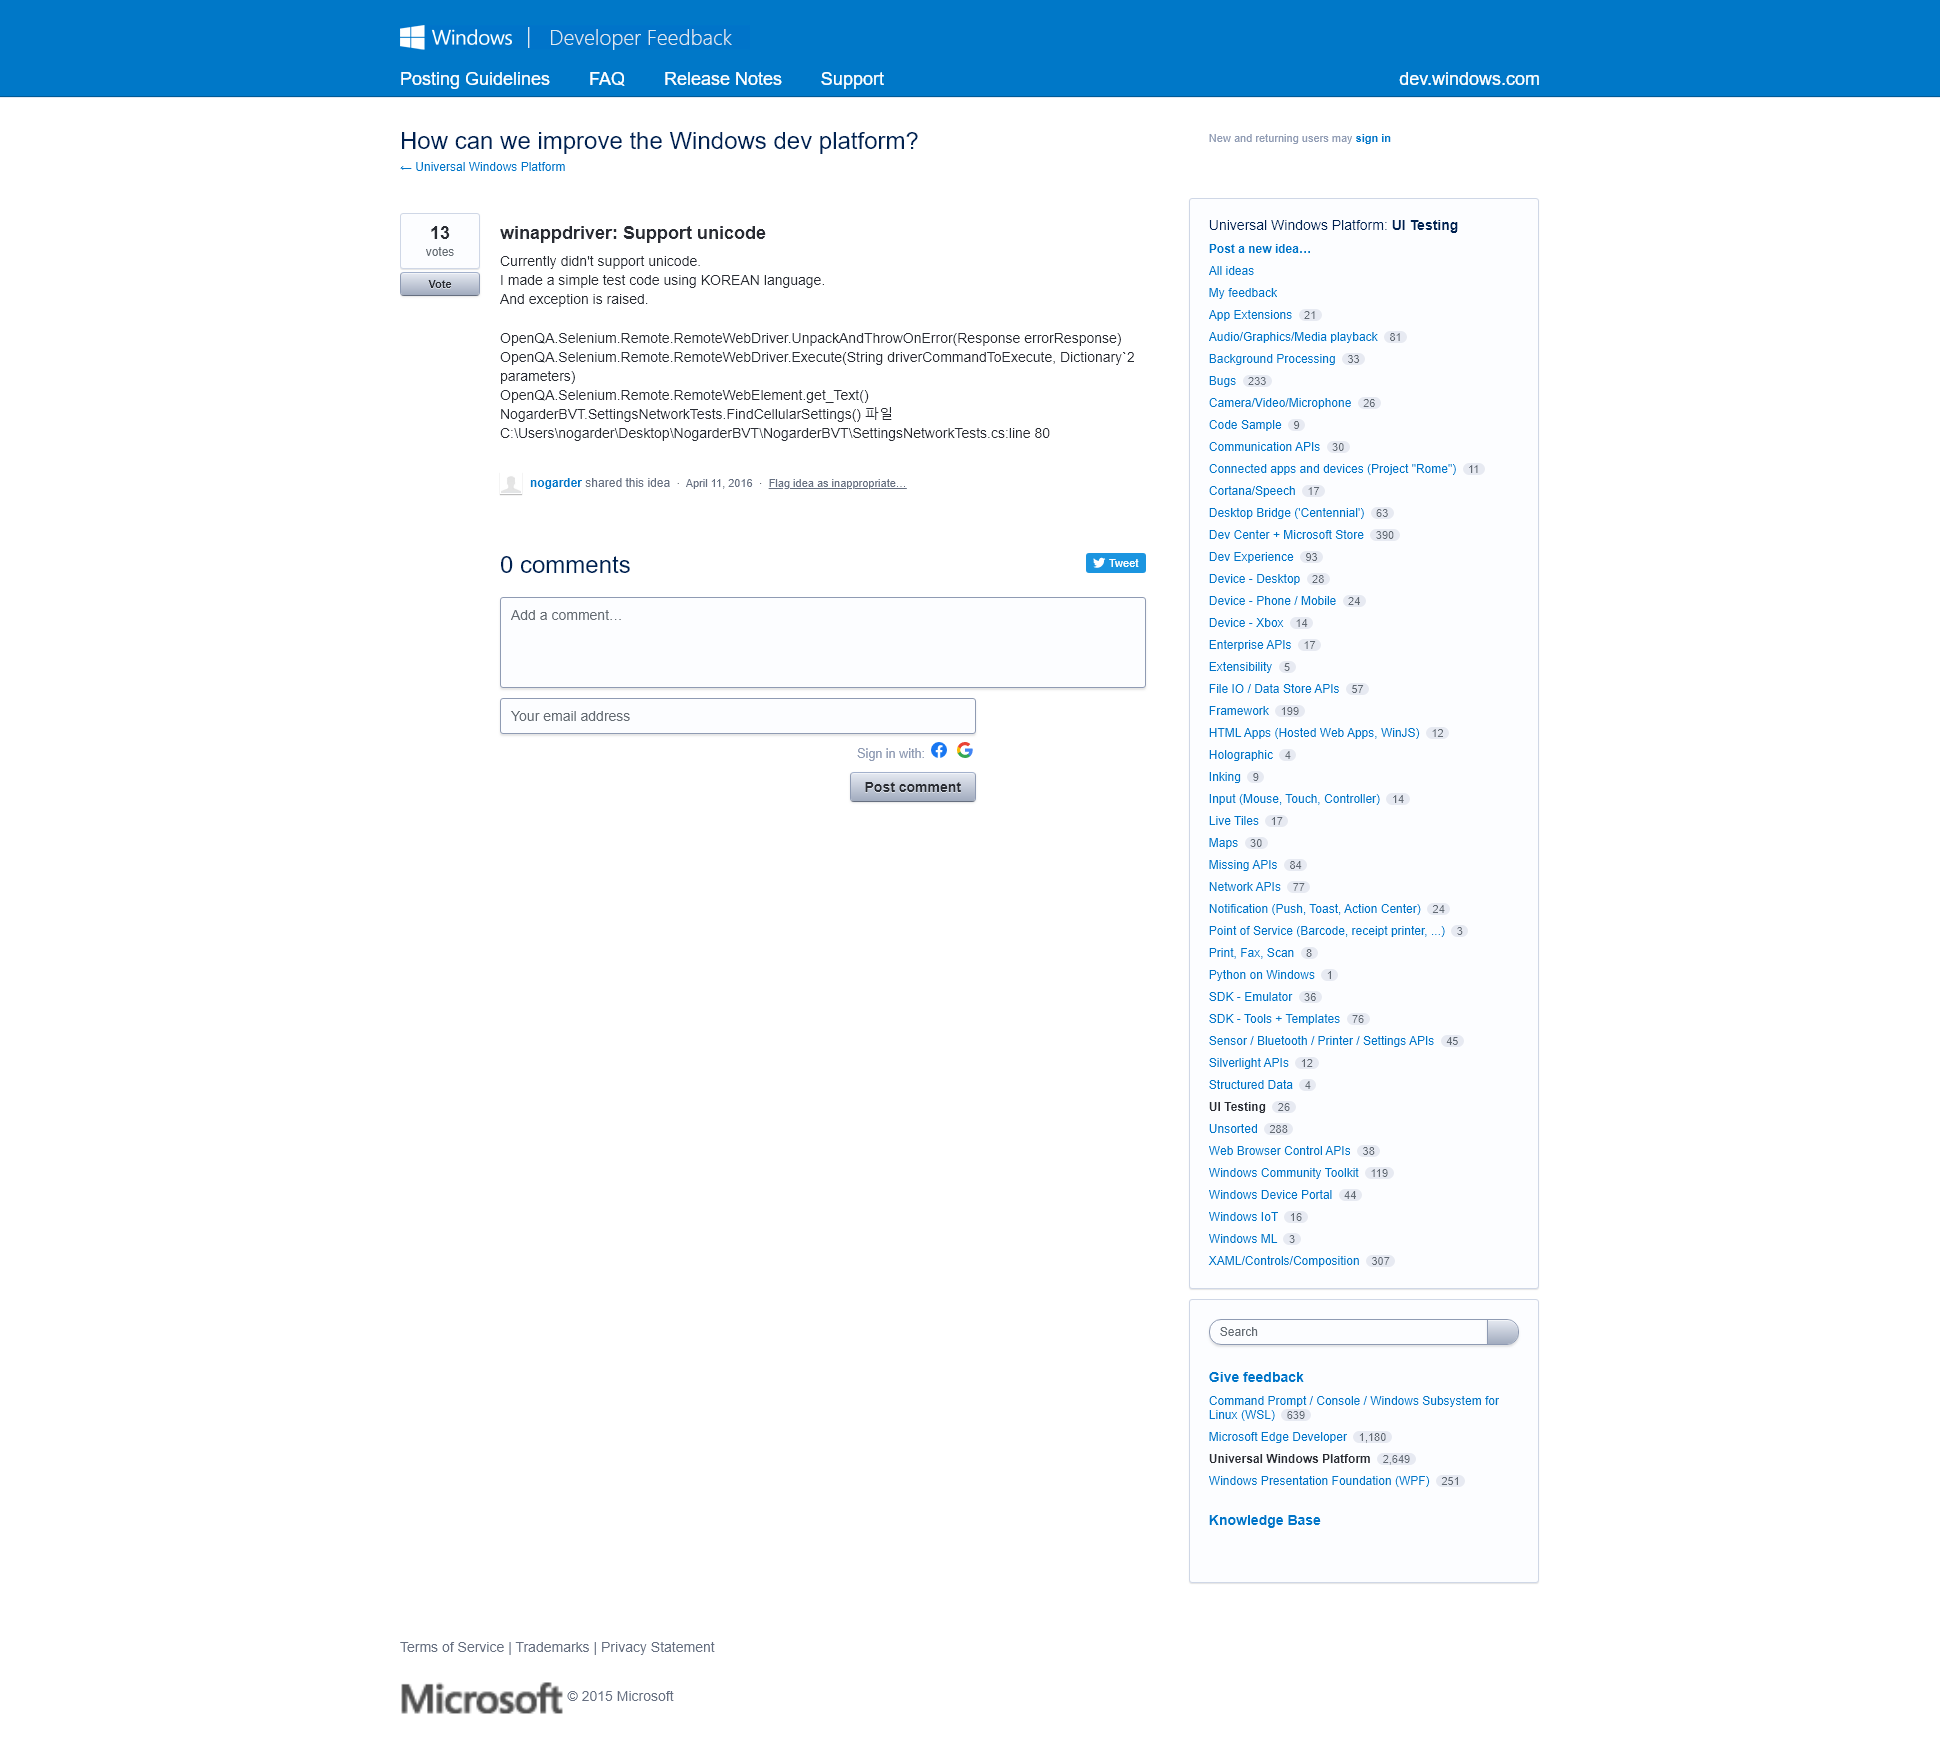 Windows | Developer Feedback
Posting Guidelines FAQ Release Notes Support dev.windows.com
How can we improve the Windows dev platform?
← Universal Windows Platform
New and returning users may sign in
13
votes
Vote
winappdriver: Support unicode
Currently didn't support unicode.
I made a simple test code using KOREAN language.
And exception is raised.
OpenQA.Selenium.Remote.RemoteWebDriver.UnpackAndThrowOnError(Response errorResponse)
OpenQA.Selenium.Remote.RemoteWebDriver.Execute(String driverCommandToExecute, Dictionary`2
parameters)
OpenQA.Selenium.Remote.RemoteWebElement.get_Text()
NogarderBVT.SettingsNetworkTests.FindCellularSettings() 파일
C:\Users\nogarder\Desktop\NogarderBVT\NogarderBVT\SettingsNetworkTests.cs:line 80
nogarder shared this idea · April 11, 2016 · Flag idea as inappropriate…
0 comments
Tweet
Add a comment…
Your email address
Sign in with:
Post comment
Universal Windows Platform: UI Testing
Post a new idea…
All ideas
My feedback
App Extensions 21
Audio/Graphics/Media playback 81
Background Processing 33
Bugs 233
Camera/Video/Microphone 26
Code Sample 9
Communication APIs 30
Connected apps and devices (Project "Rome") 11
Cortana/Speech 17
Desktop Bridge ('Centennial') 63
Dev Center + Microsoft Store 390
Dev Experience 93
Device - Desktop 28
Device - Phone / Mobile 24
Device - Xbox 14
Enterprise APIs 17
Extensibility 5
File IO / Data Store APIs 57
Framework 199
HTML Apps (Hosted Web Apps, WinJS) 12
Holographic 4
Inking 9
Input (Mouse, Touch, Controller) 14
Live Tiles 17
Maps 30
Missing APIs 84
Network APIs 77
Notification (Push, Toast, Action Center) 24
Point of Service (Barcode, receipt printer, ...) 3
Print, Fax, Scan 8
Python on Windows 1
SDK - Emulator 36
SDK - Tools + Templates 76
Sensor / Bluetooth / Printer / Settings APIs 45
Silverlight APIs 12
Structured Data 4
UI Testing 26
Unsorted 288
Web Browser Control APIs 38
Windows Community Toolkit 119
Windows Device Portal 44
Windows IoT 16
Windows ML 3
XAML/Controls/Composition 307
Search
Give feedback
Command Prompt / Console / Windows Subsystem for
Linux (WSL) 639
Microsoft Edge Developer 1,180
Universal Windows Platform 2,649
Windows Presentation Foundation (WPF) 251
Knowledge Base
Terms of Service | Trademarks | Privacy Statement
Microsoft © 2015 Microsoft